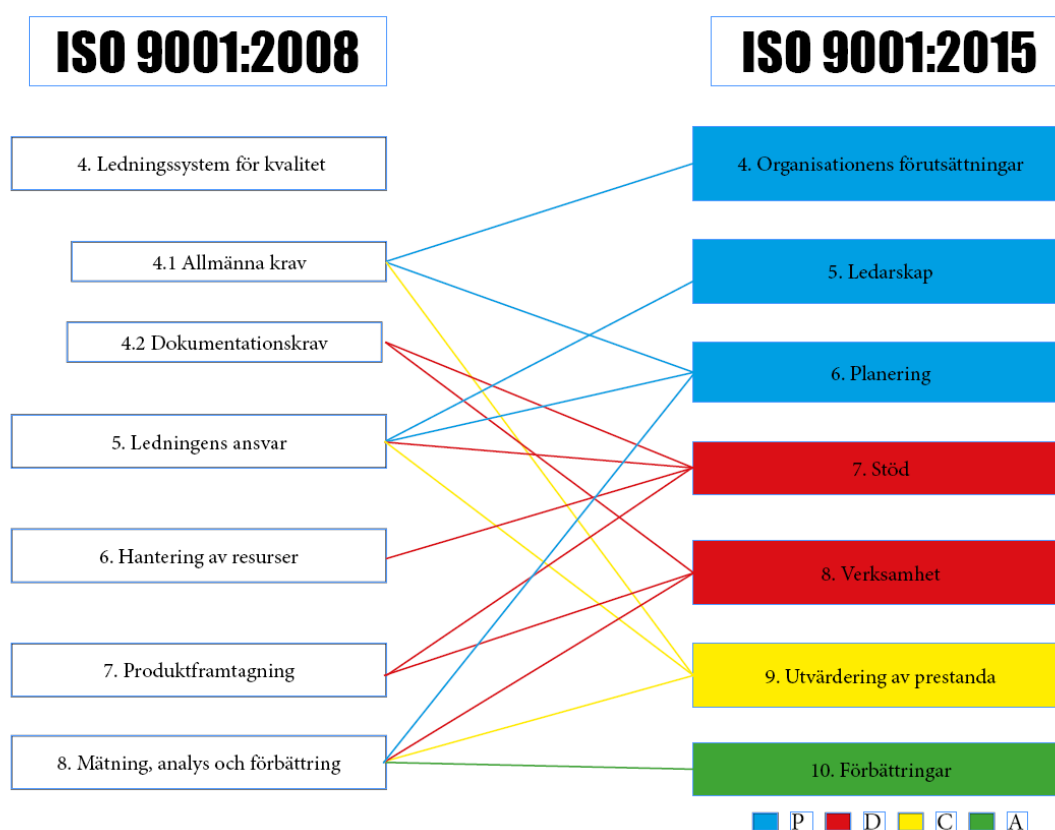 ISO 9001:2008
ISO 9001:2015
4. Ledningssystem för kvalitet
4.1 Allmänna krav
4.2 Dokumentationskrav
5. Ledningens ansvar
6. Hantering av resurser
7. Produktframtagning
8. Mätning, analys och förbättring
4. Organisationens förutsättningar
5. Ledarskap
6. Planering
7. Stöd
8. Verksamhet
9. Utvärdering av prestanda
10. Förbättringar
P D C A